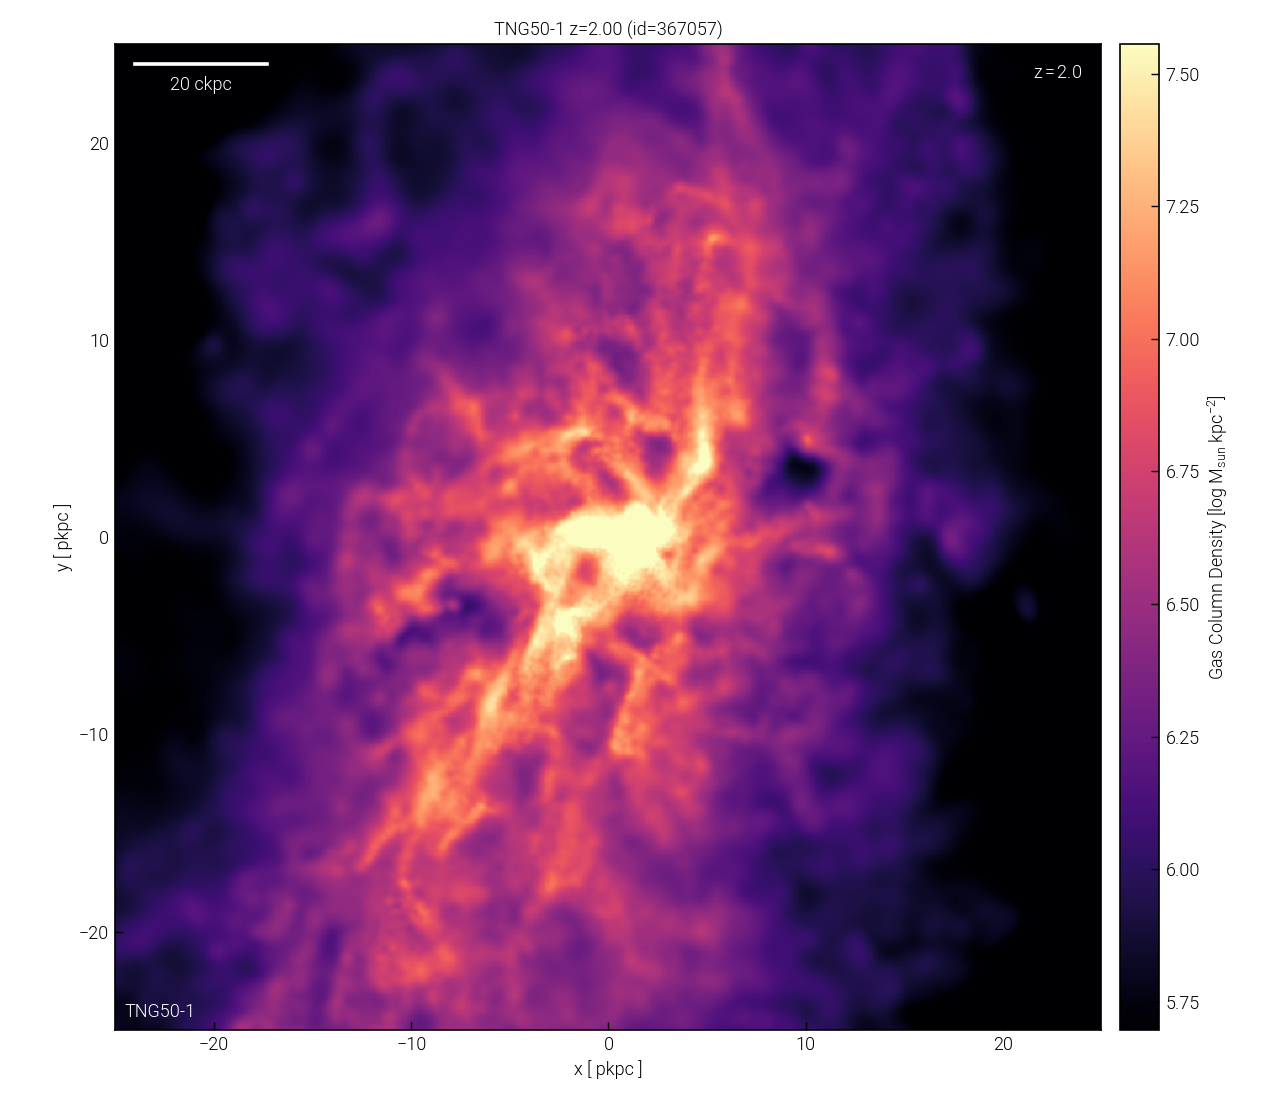 TNG50-1 z=2.00 (id=367057)
20 ckpc
z=2.0
TNG50-1
20
10
0
−10
−20
y [ pkpc ]
−20
−10
0
10
20
x [ pkpc ]
7.50
7.25
7.00
6.75
6.50
6.25
6.00
5.75
Gas Column Density [log M_sun kpc^−2]